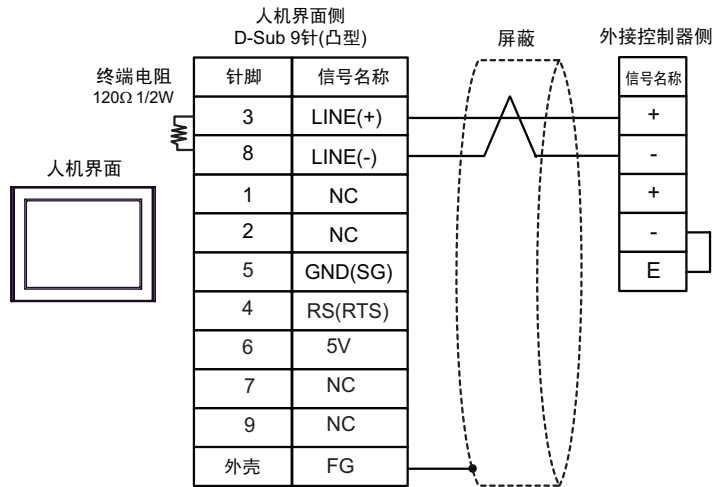 人机界面侧
D-Sub 9针(凸型)
屏蔽
外接控制器侧
终端电阻
120Ω 1/2W
针脚 信号名称
信号名称
3 LINE(+)
+
8 LINE(-)
-
人机界面
1 NC
+
2 NC
-
5 GND(SG)
E
4 RS(RTS)
6 5V
7 NC
9 NC
外壳 FG